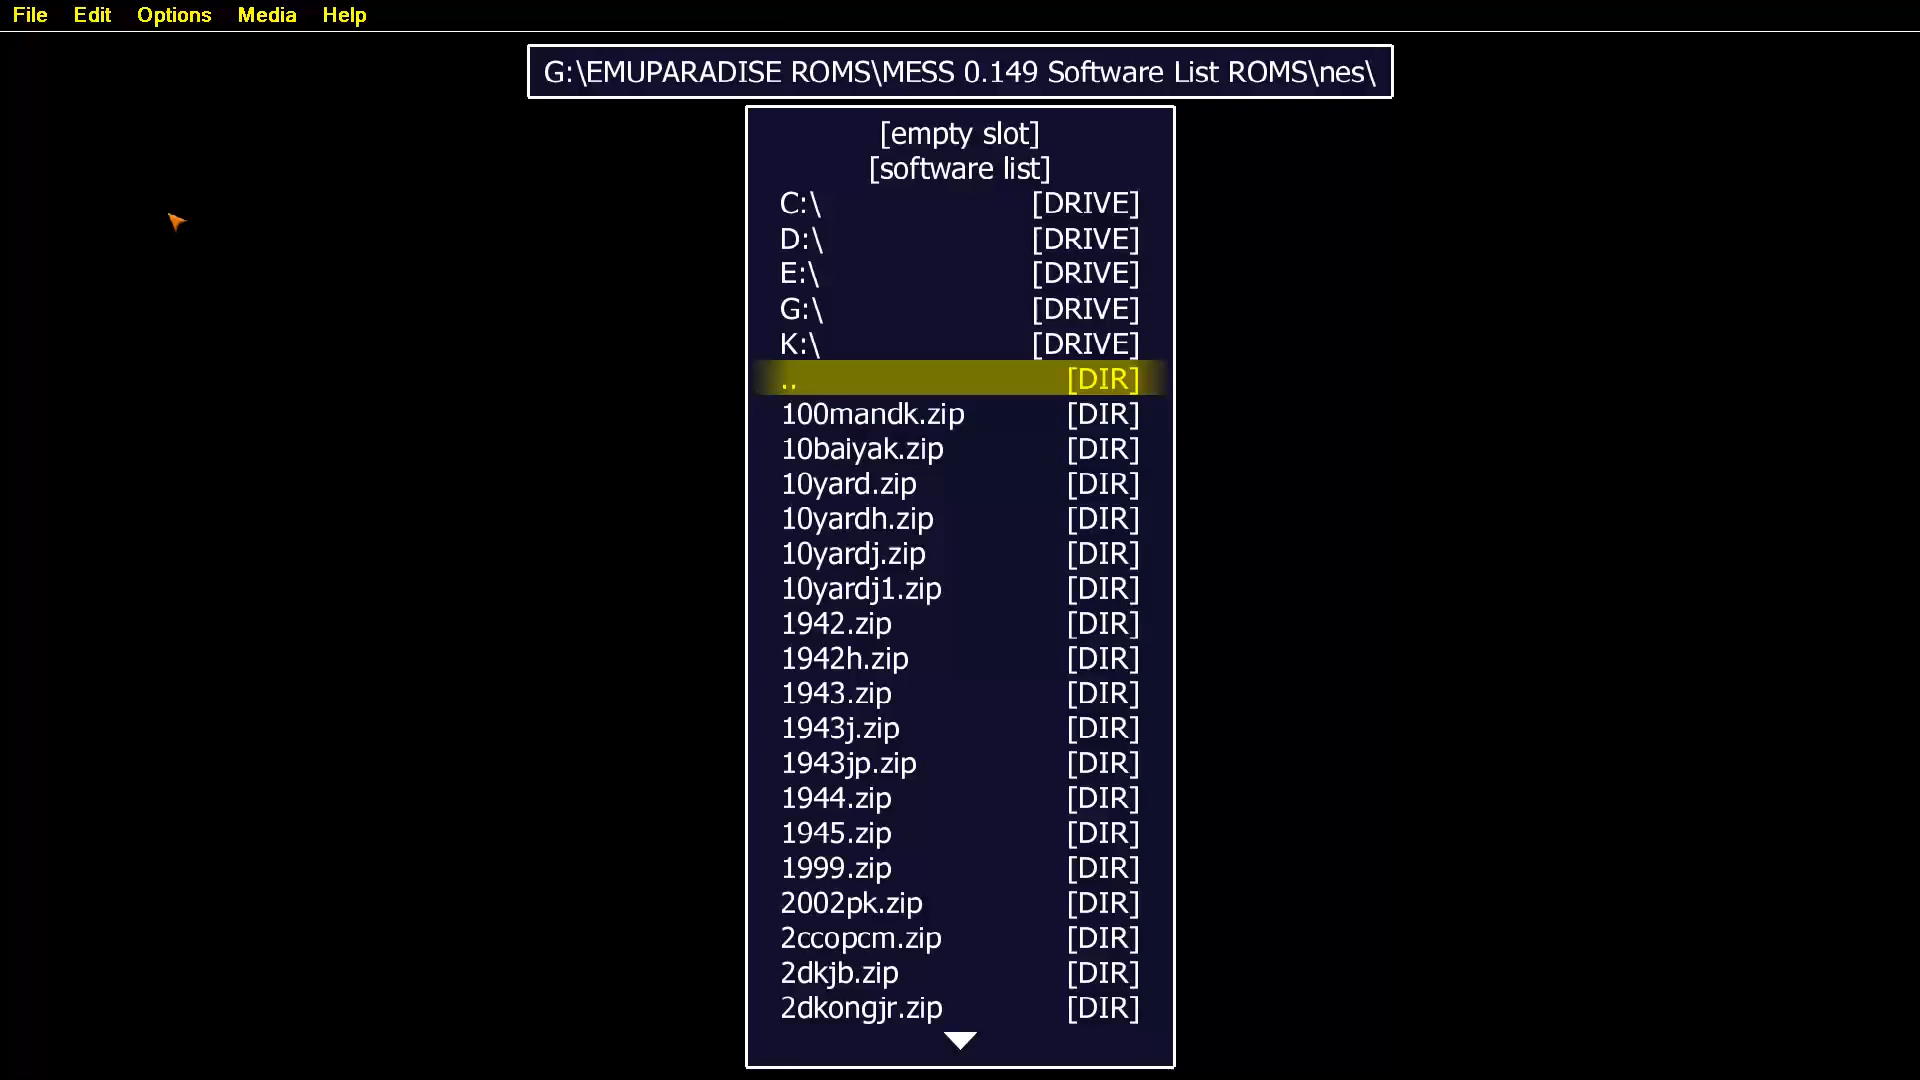 File Edit Options Media Help
G:\EMUPARADISE ROMS\MESS 0.149 Software List ROMS\nes\
[empty slot]
[software list]
C:\ [DRIVE]
D:\ [DRIVE]
E:\ [DRIVE]
G:\ [DRIVE]
K:\ [DRIVE]
.. [DIR]
100mandk.zip [DIR]
10baiyak.zip [DIR]
10yard.zip [DIR]
10yardh.zip [DIR]
10yardj.zip [DIR]
10yardj1.zip [DIR]
1942.zip [DIR]
1942h.zip [DIR]
1943.zip [DIR]
1943j.zip [DIR]
1943jp.zip [DIR]
1944.zip [DIR]
1945.zip [DIR]
1999.zip [DIR]
2002pk.zip [DIR]
2ccopcm.zip [DIR]
2dkjb.zip [DIR]
2dkongjr.zip [DIR]